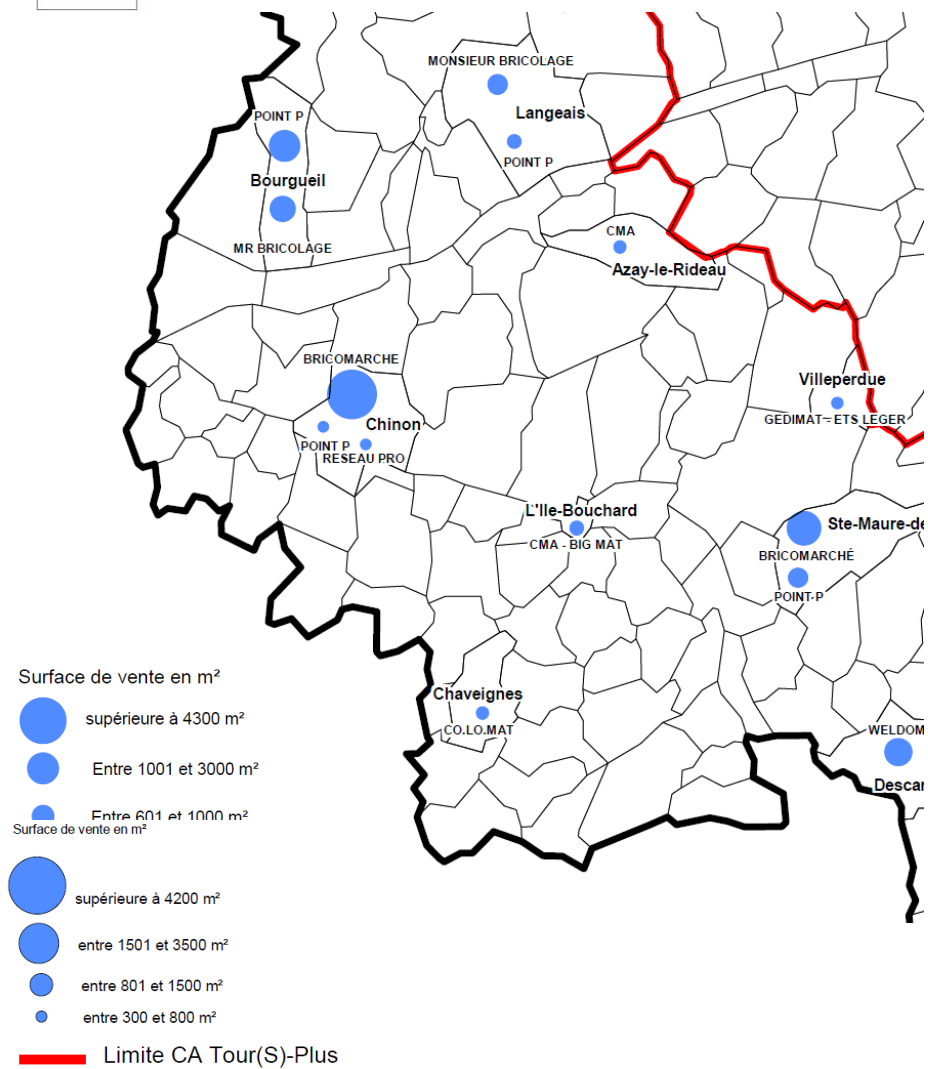 MONSIEUR BRICOLAGE
Langeais
POINT P
POINT P
Bourgueil
MR BRICOLAGE
CMA
Azay-le-Rideau
BRICOMARCHE
Chinon
POINT P
RESEAU PRO
Villeperdue
GEDIMAT- ETS LEGER
L'Ile-Bouchard
CMA - BIG MAT
Ste-Maure-de
BRICOMARCHÉ
POINT-P
Chaveignes
CO.LO.MAT
WELDOM
Descar
Surface de vente en m²
supérieure à 4300 m²
Entre 1001 et 3000 m²
Entre 601 et 1000 m²
Surface de vente en m²
supérieure à 4200 m²
entre 1501 et 3500 m²
entre 801 et 1500 m²
entre 300 et 800 m²
Limite CA Tour(S)-Plus